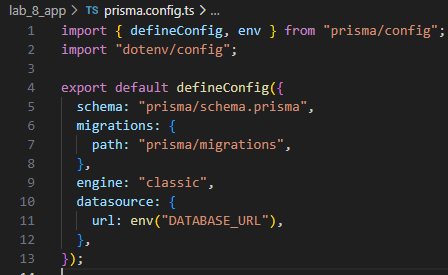 lab_8_app > TS prisma.config.ts > ...
1 import { defineConfig, env } from "prisma/config";
2 import "dotenv/config";
3
4 export default defineConfig({
5   schema: "prisma/schema.prisma",
6   migrations: {
7     path: "prisma/migrations",
8   },
9   engine: "classic",
10   datasource: {
11     url: env("DATABASE_URL"),
12   },
13 });
14